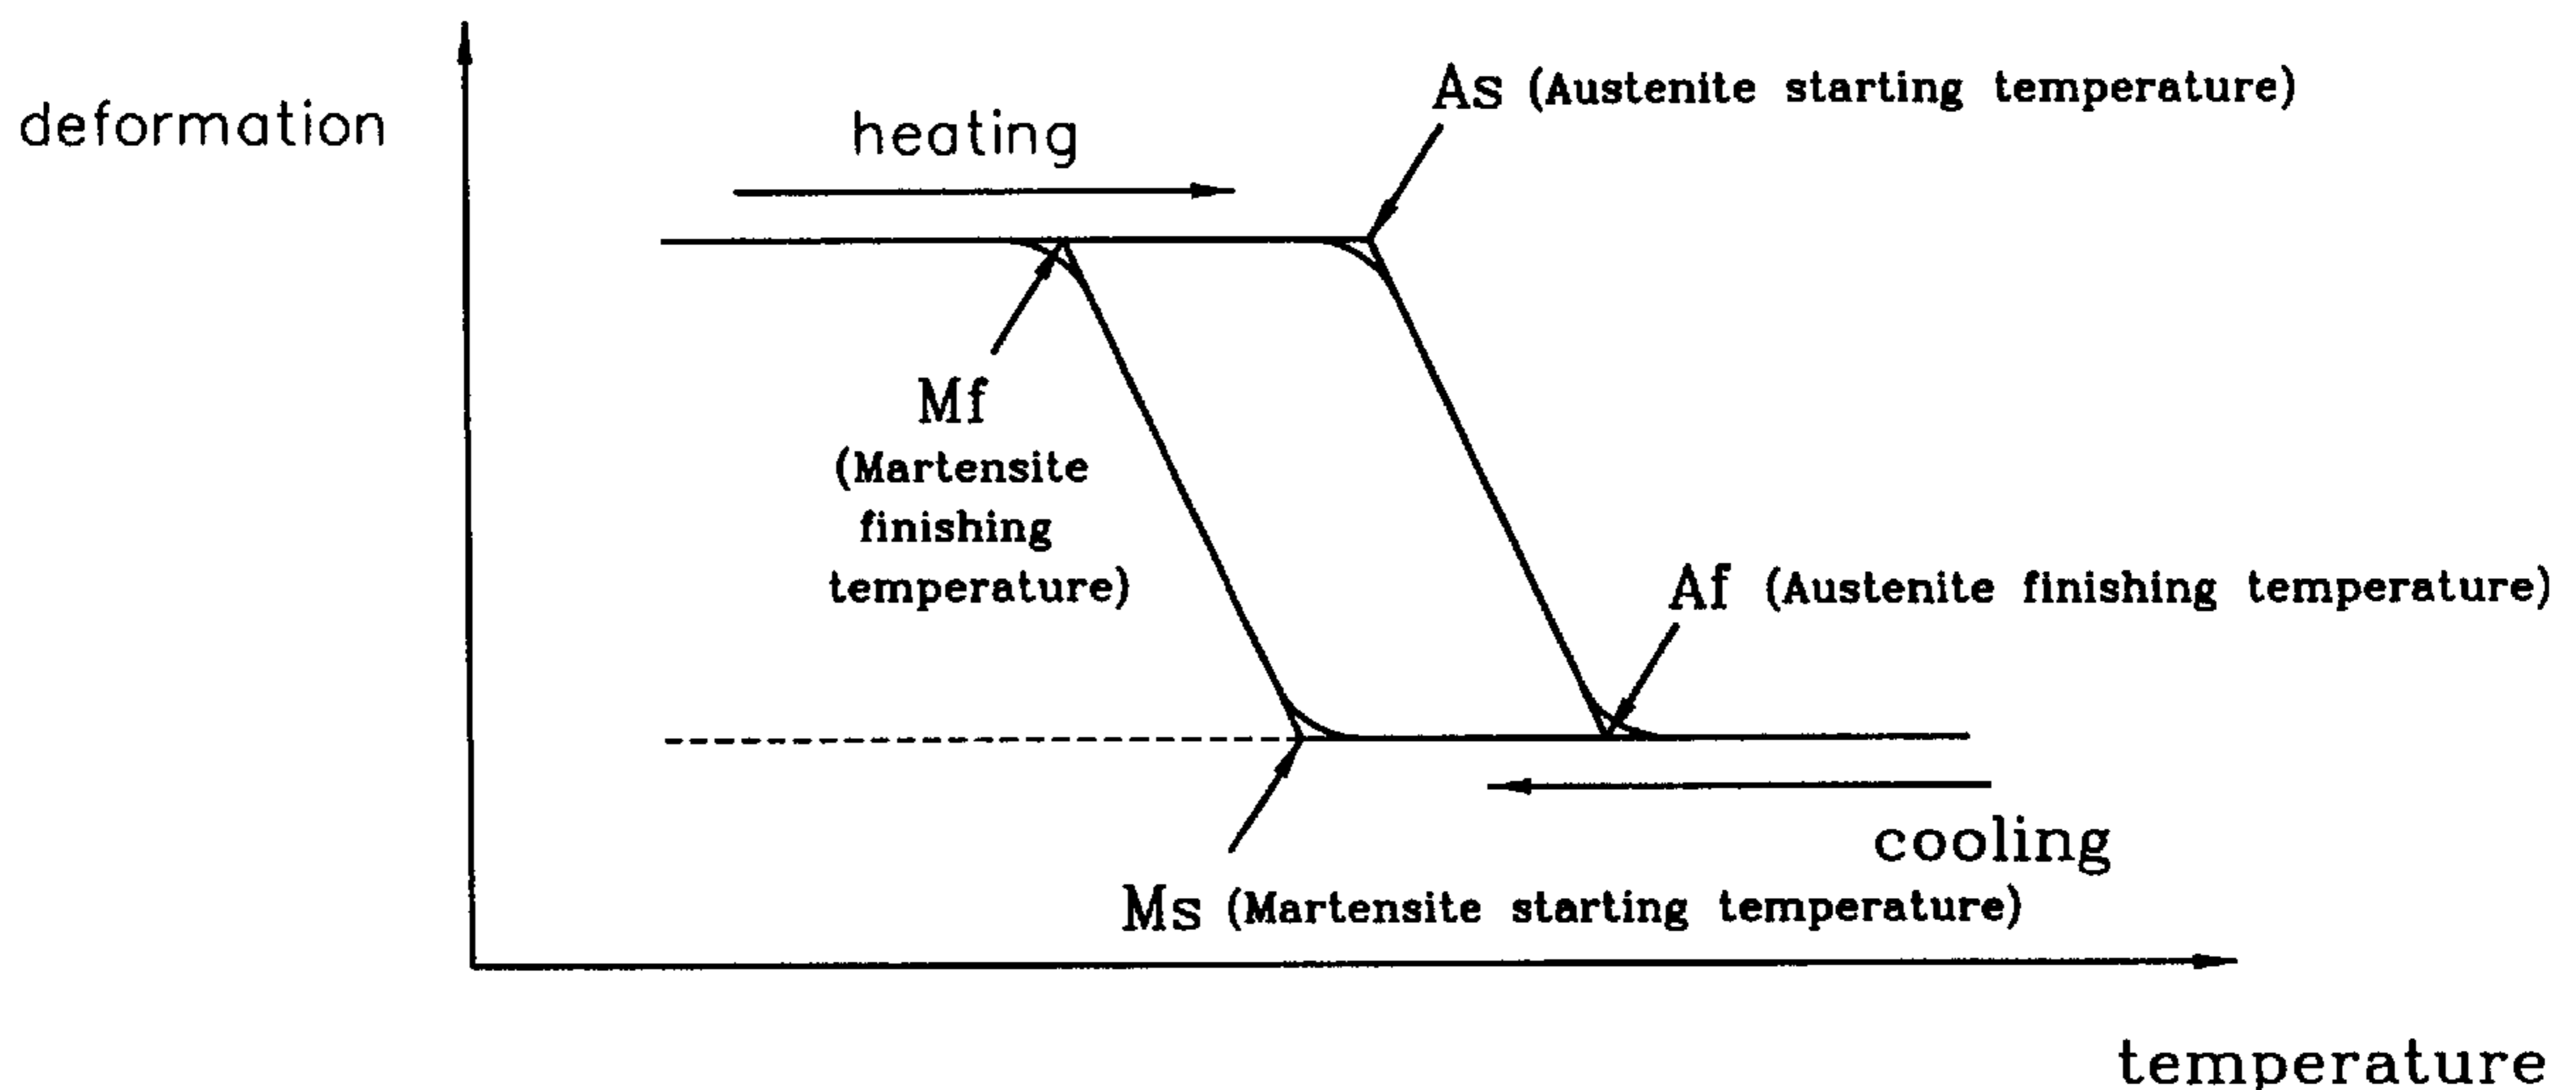 As (Austenite starting temperature)
deformation
heating
Mf
(Martensite
finishing
temperature)
Af (Austenite finishing temperature)
cooling
Ms (Martensite starting temperature)
temperature